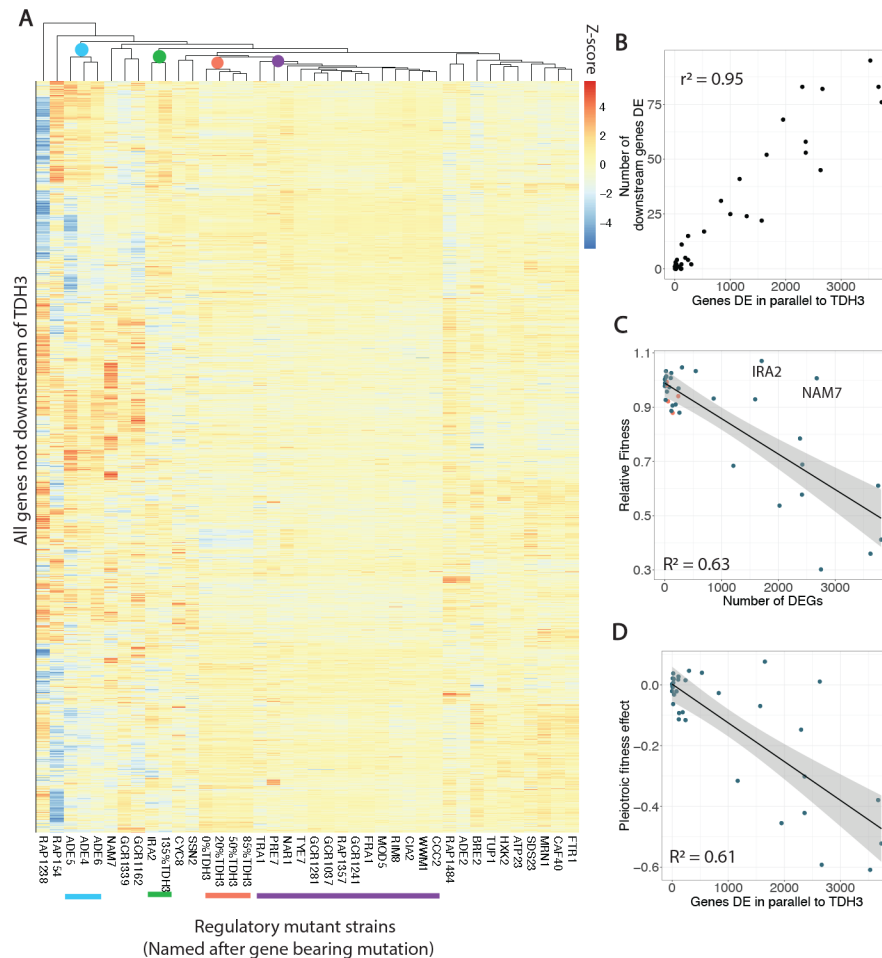 A
Z-score
4
2
0
-2
-4
All genes not downstream of TDH3
RAP1238
RAP154
ADE5
ADE4
ADE6
NAM7
GCR1339
GCR1162
IRA2
135%TDH3
CYC8
SSN2
0%TDH3
20%TDH3
50%TDH3
85%TDH3
TRA1
PRE7
NAR1
TYE7
GCR1281
GCR1037
RAP1357
GCR1241
FRA1
MOD5
RIM8
CIA2
WWM1
CCC2
RAP1484
ADE2
BRE2
TUP1
HXK2
ATP23
SDS23
MRN1
CAF40
FTR1
Regulatory mutant strains
(Named after gene bearing mutation)
B
r² = 0.95
Number of
downstream genes DE
75
50
25
0
0
1000
2000
3000
Genes DE in parallel to TDH3
C
1.1
0.9
0.7
0.5
0.3
Relative Fitness
IRA2
NAM7
R² = 0.63
0
1000
2000
3000
Number of DEGs
D
0.0
−0.2
−0.4
−0.6
Pleiotroic fitness effect
R² = 0.61
0
1000
2000
3000
Genes DE in parallel to TDH3